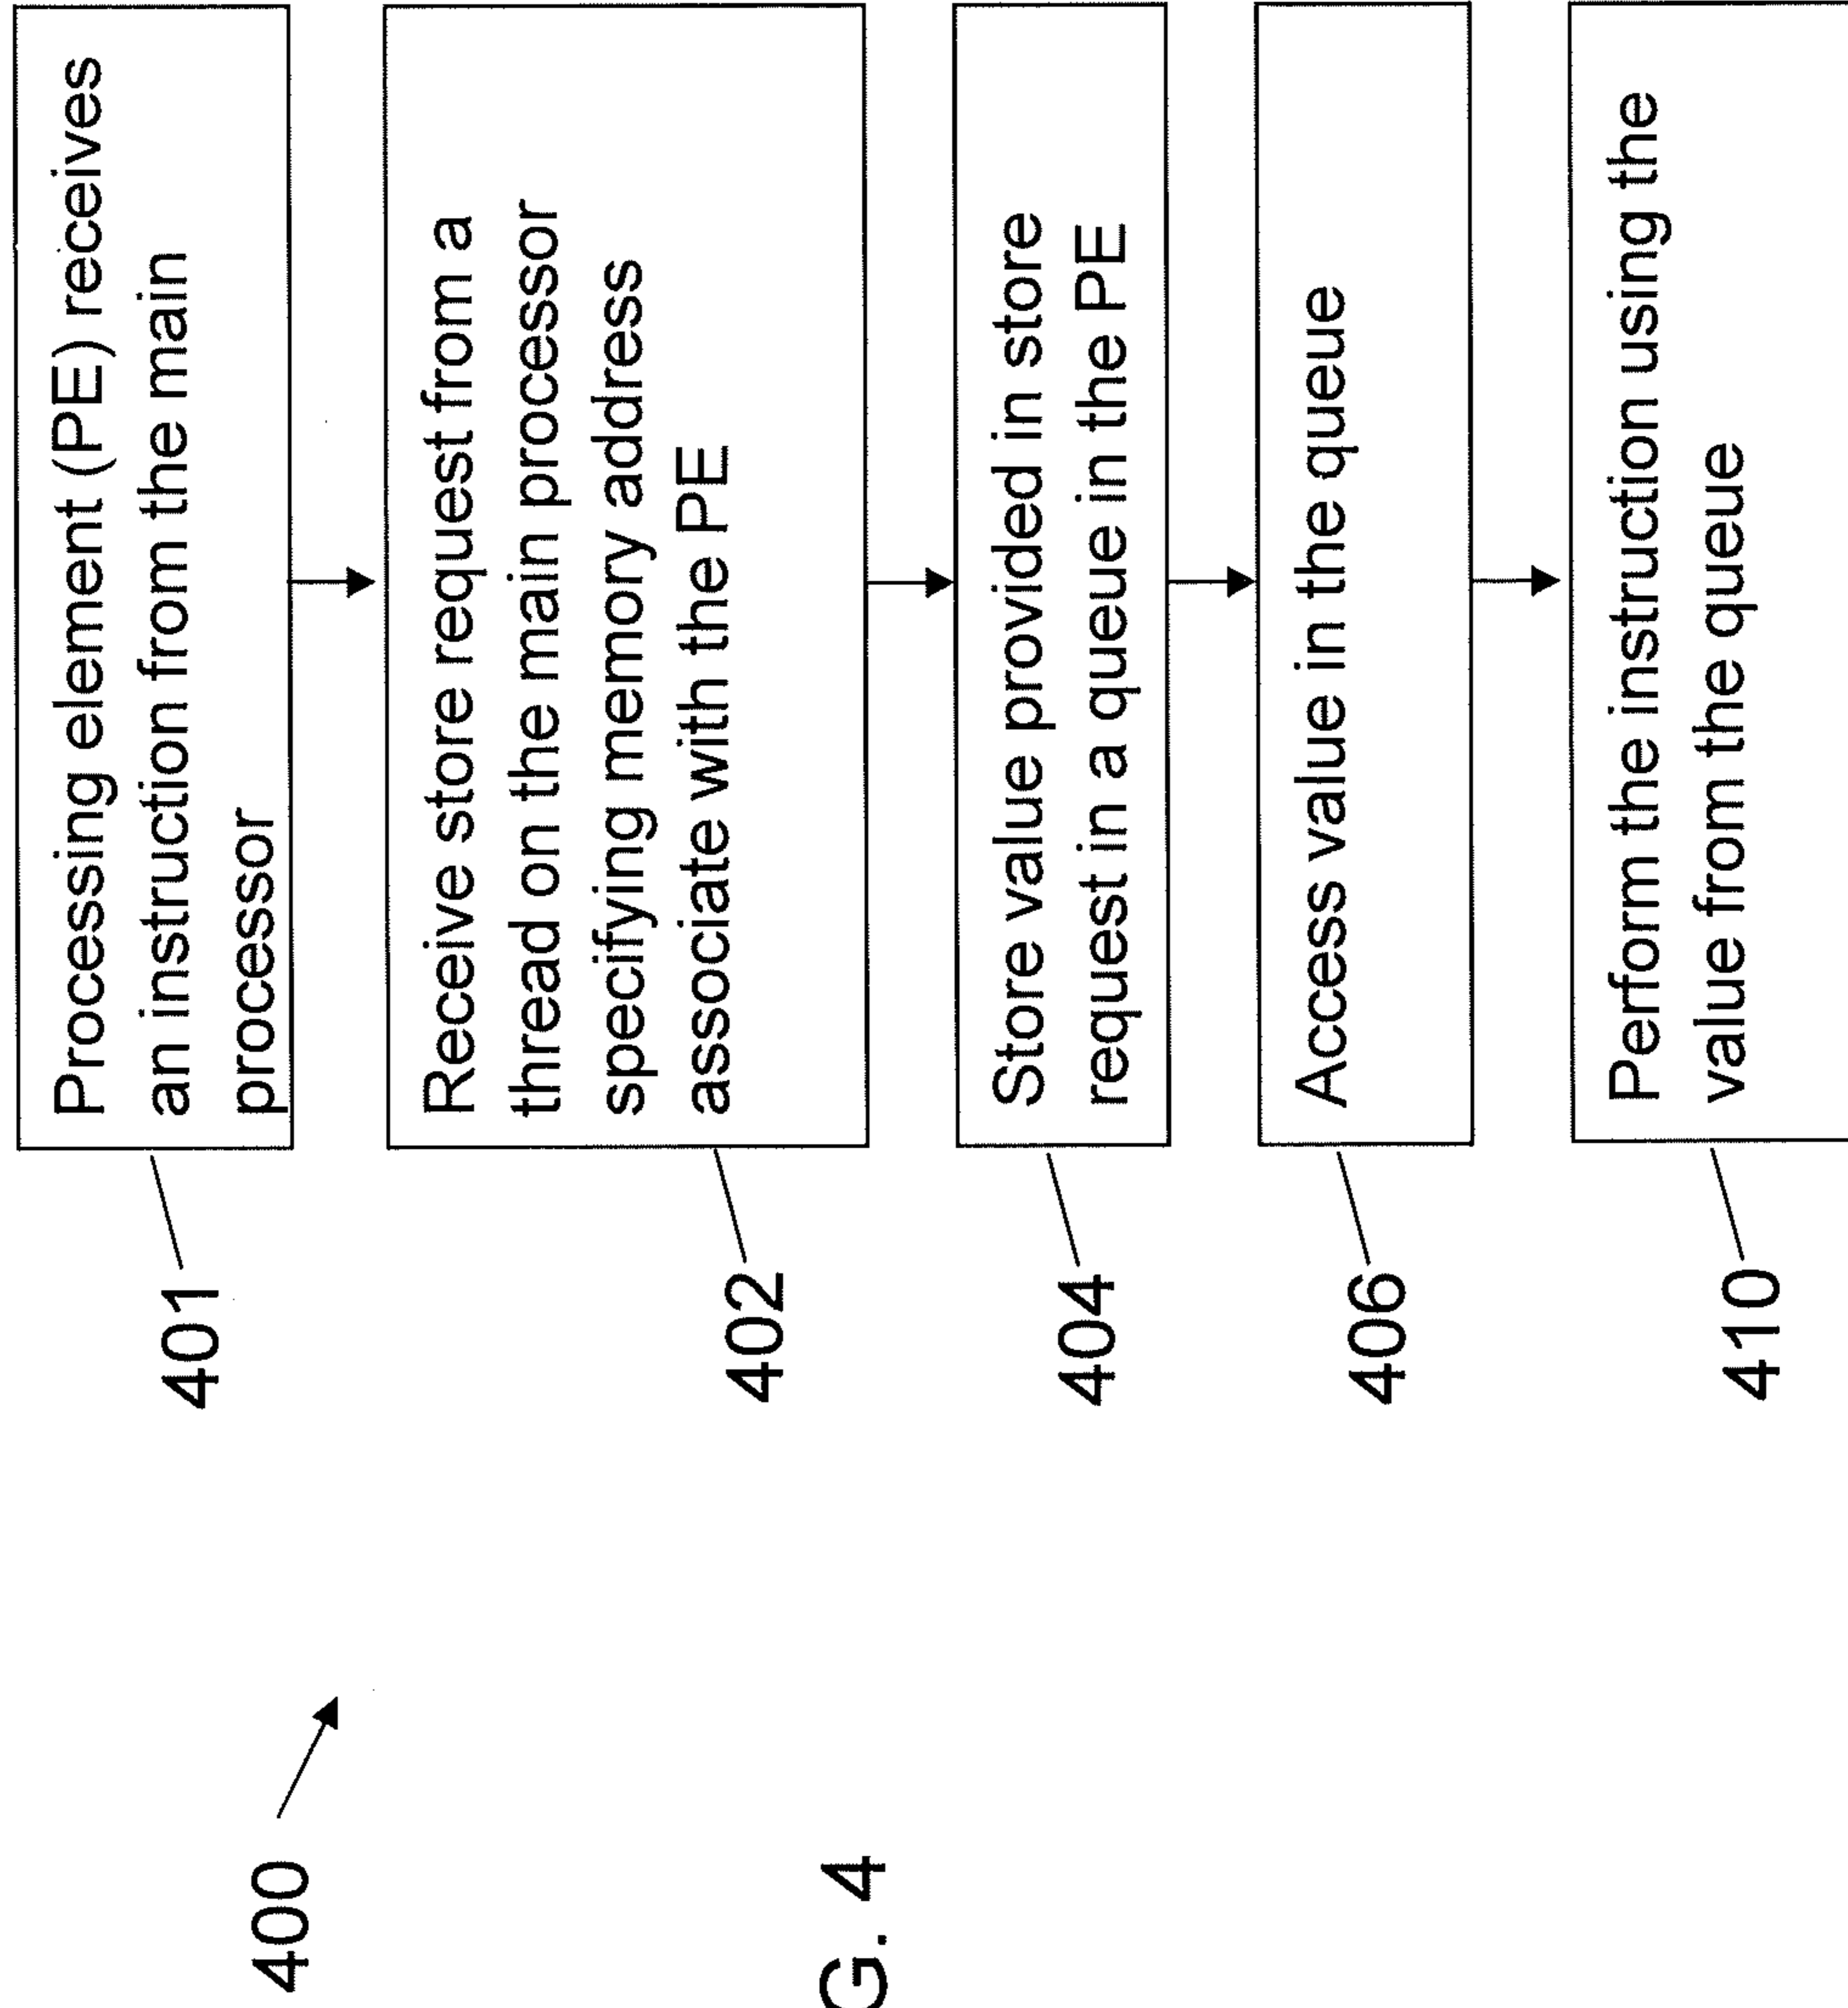 400
401
Processing element (PE) receives
an instruction from the main
processor
402
Receive store request from a
thread on the main processor
specifying memory address
associate with the PE
404
Store value provided in store
request in a queue in the PE
406
Access value in the queue
410
Perform the instruction using the
value from the queue
G. 4